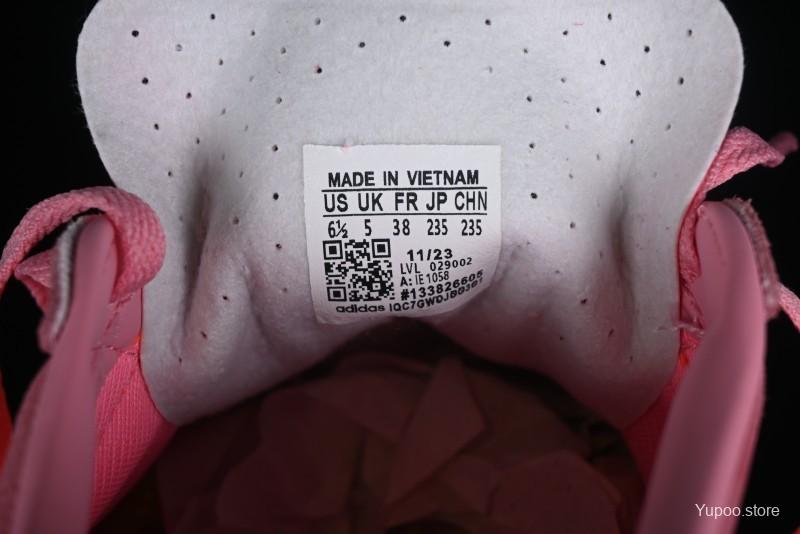 MADE IN VIETNAM
US UK FR JP CHN
6½ 5 38 235 235
11/23
LVL 029002
A: IE1058
#133826605
adidas
Yupoo.store